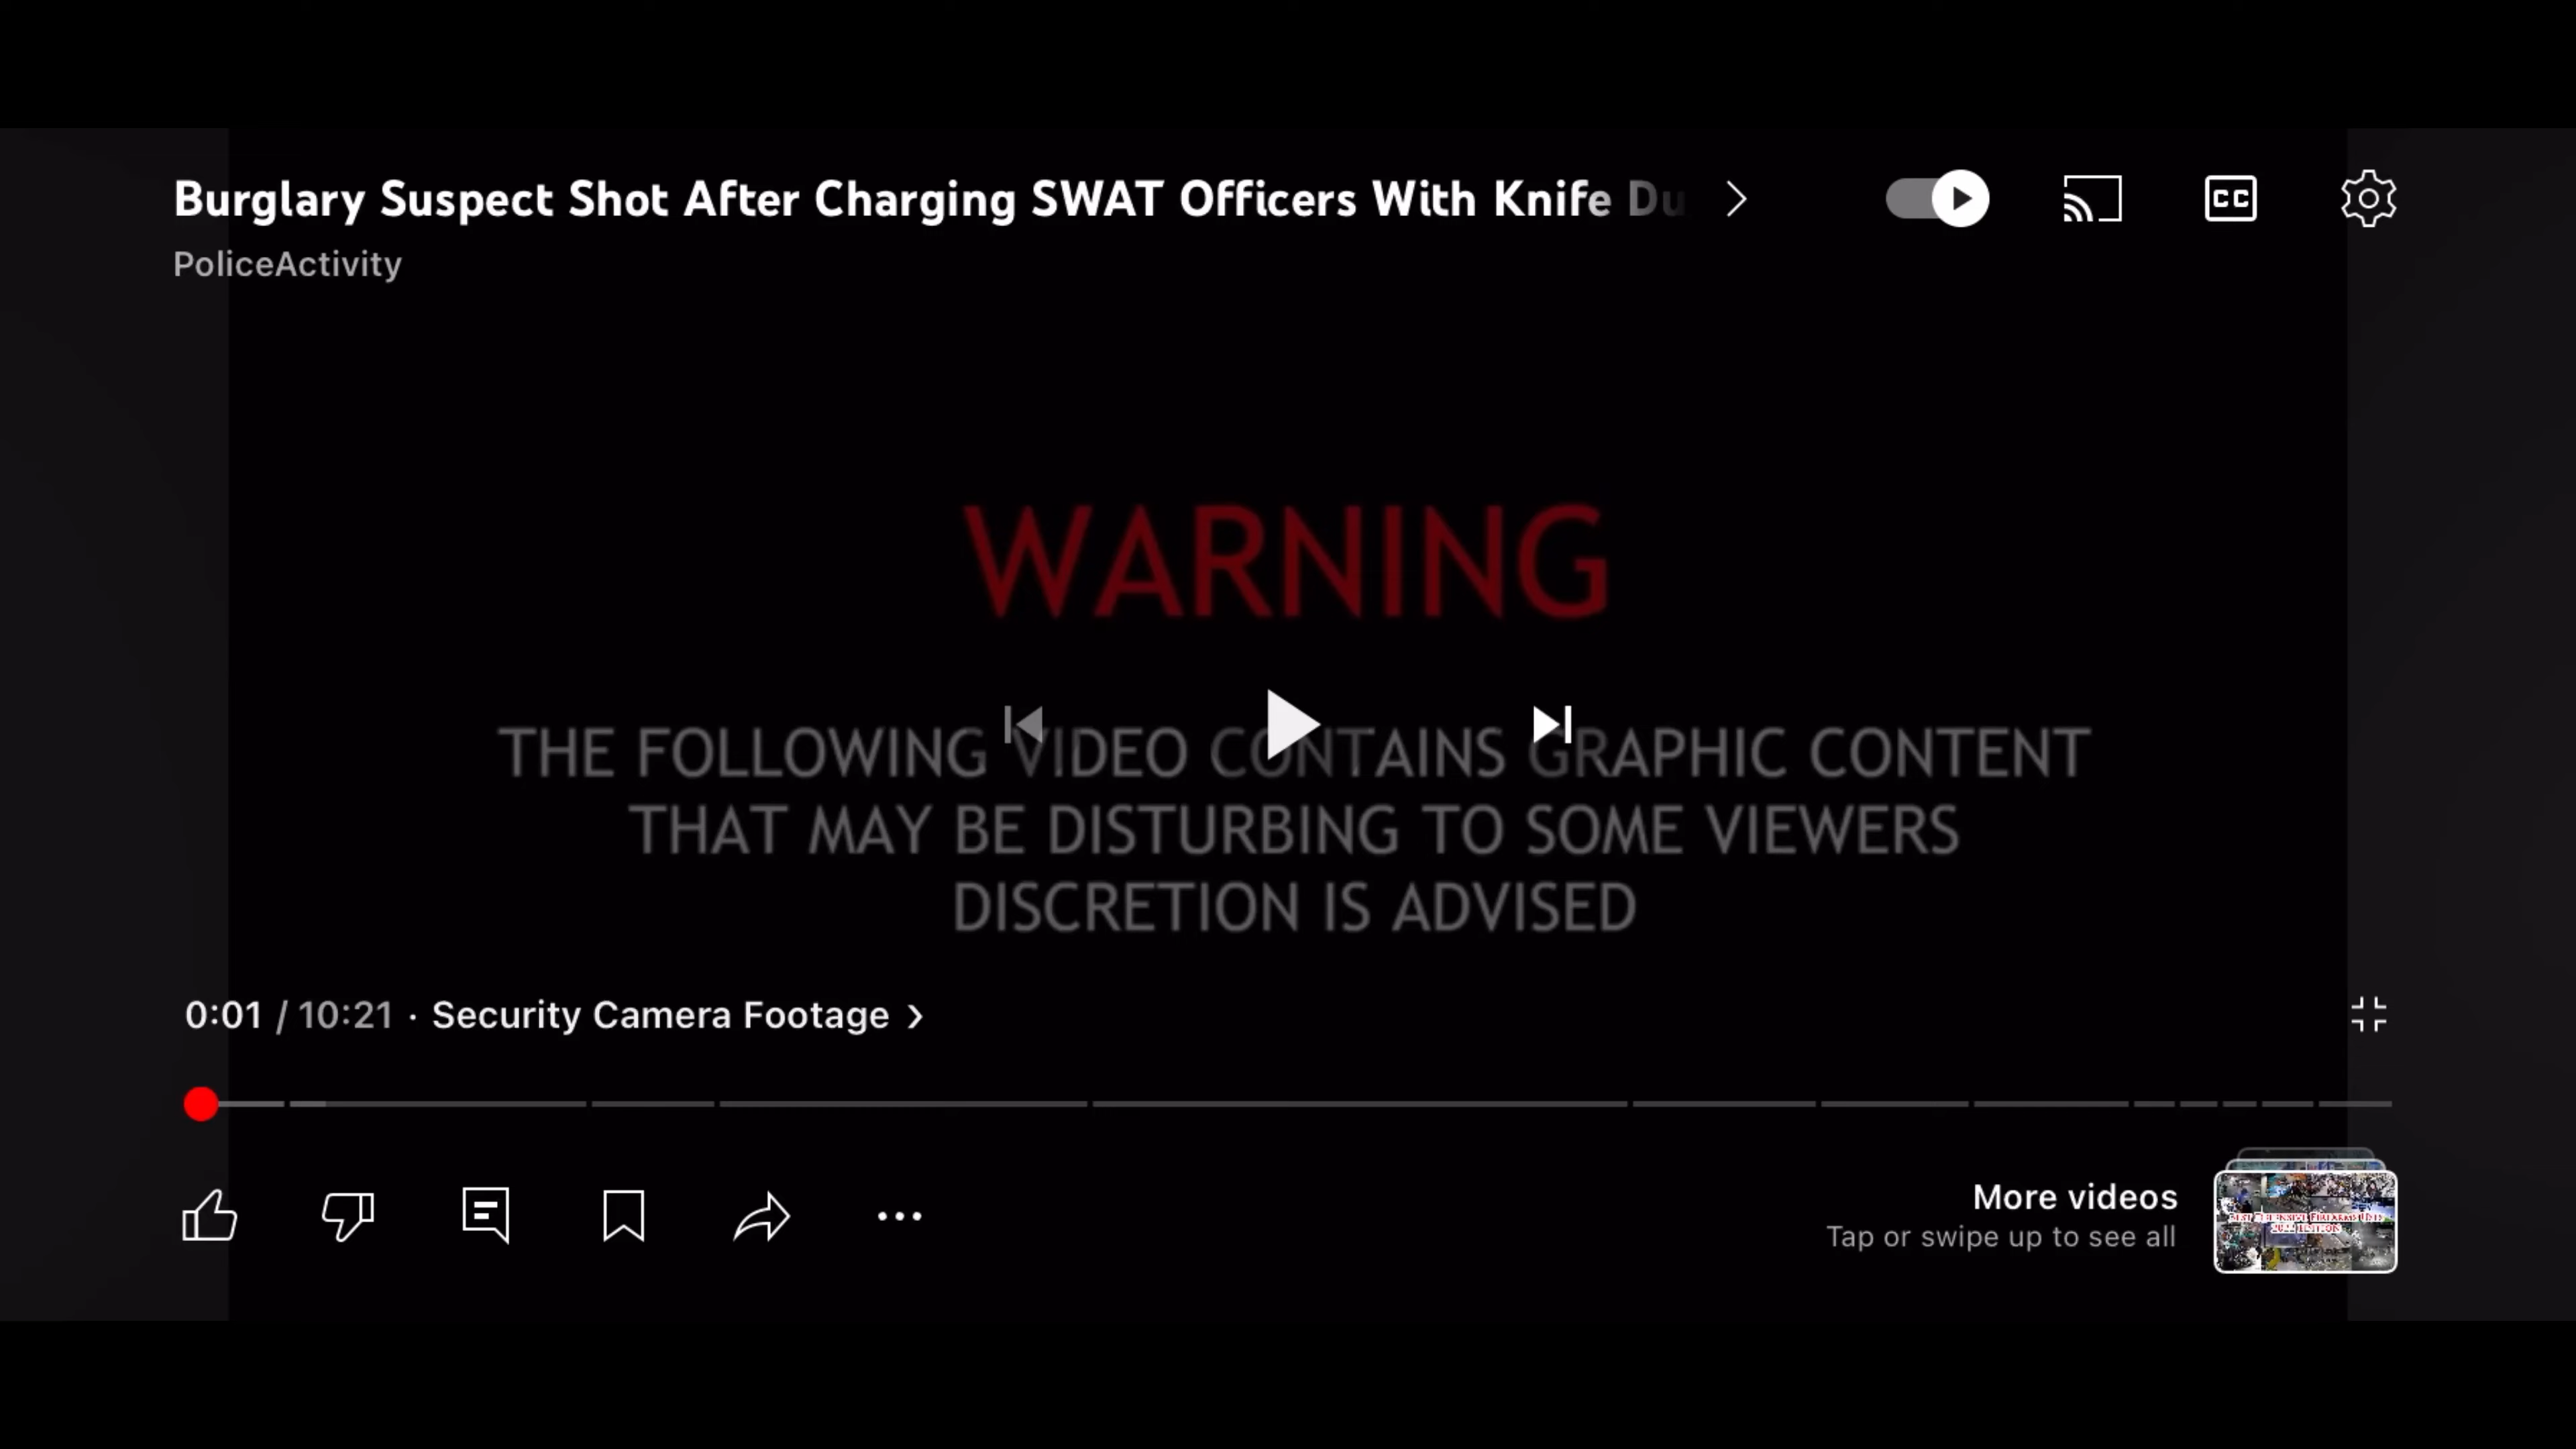 Burglary Suspect Shot After Charging SWAT Officers With Knife Du
CC
PoliceActivity
WARNING
THE FOLLOWING VIDEO CONTAINS GRAPHIC CONTENT
THAT MAY BE DISTURBING TO SOME VIEWERS
DISCRETION IS ADVISED
0:01 / 10:21 · Security Camera Footage
More videos
Tap or swipe up to see all